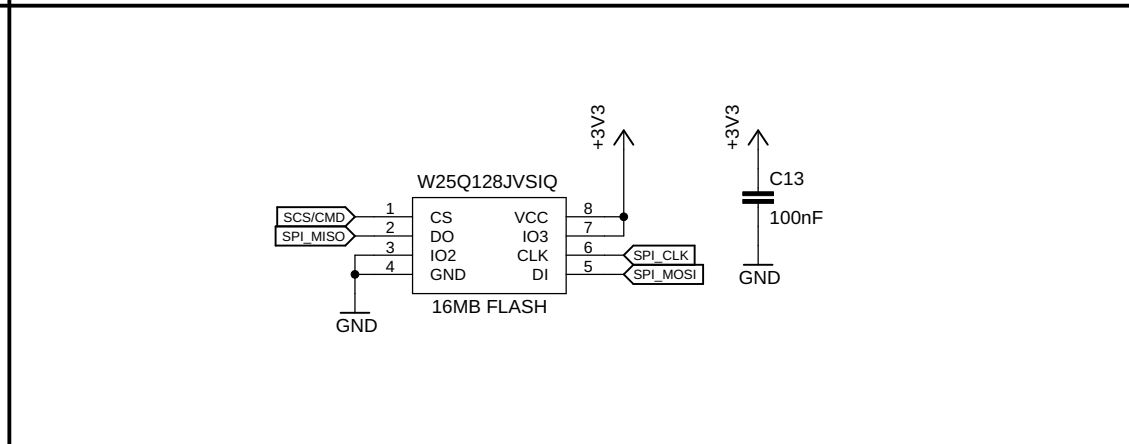 +3V3
+3V3
W25Q128JVSIQ
C13
100nF
SCS/CMD 1 CS VCC 8
SPI_MISO 2 DO IO3 7
3 IO2 CLK 6 SPI_CLK
4 GND DI 5 SPI_MOSI
GND
16MB FLASH
GND